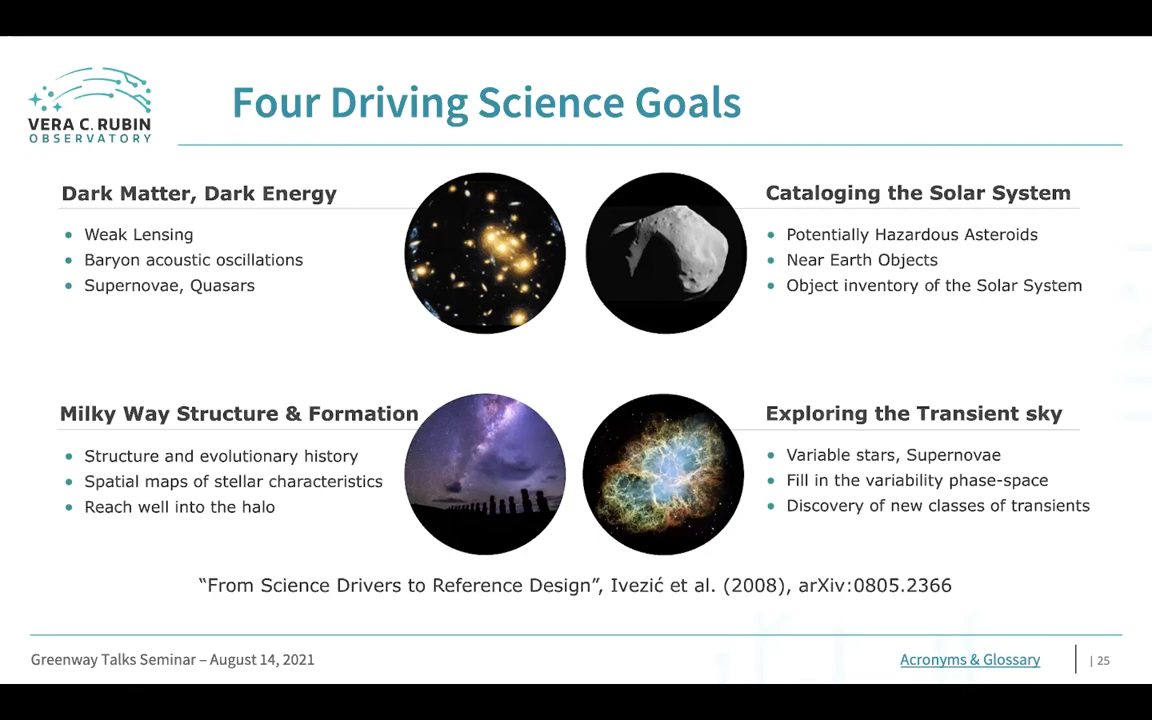 VERA C. RUBIN
OBSERVATORY
Four Driving Science Goals
Dark Matter, Dark Energy
Weak Lensing
Baryon acoustic oscillations
Supernovae, Quasars
Cataloging the Solar System
Potentially Hazardous Asteroids
Near Earth Objects
Object inventory of the Solar System
Milky Way Structure & Formation
Structure and evolutionary history
Spatial maps of stellar characteristics
Reach well into the halo
Exploring the Transient sky
Variable stars, Supernovae
Fill in the variability phase-space
Discovery of new classes of transients
“From Science Drivers to Reference Design”, Ivezić et al. (2008), arXiv:0805.2366
Greenway Talks Seminar – August 14, 2021
Acronyms & Glossary
| 25